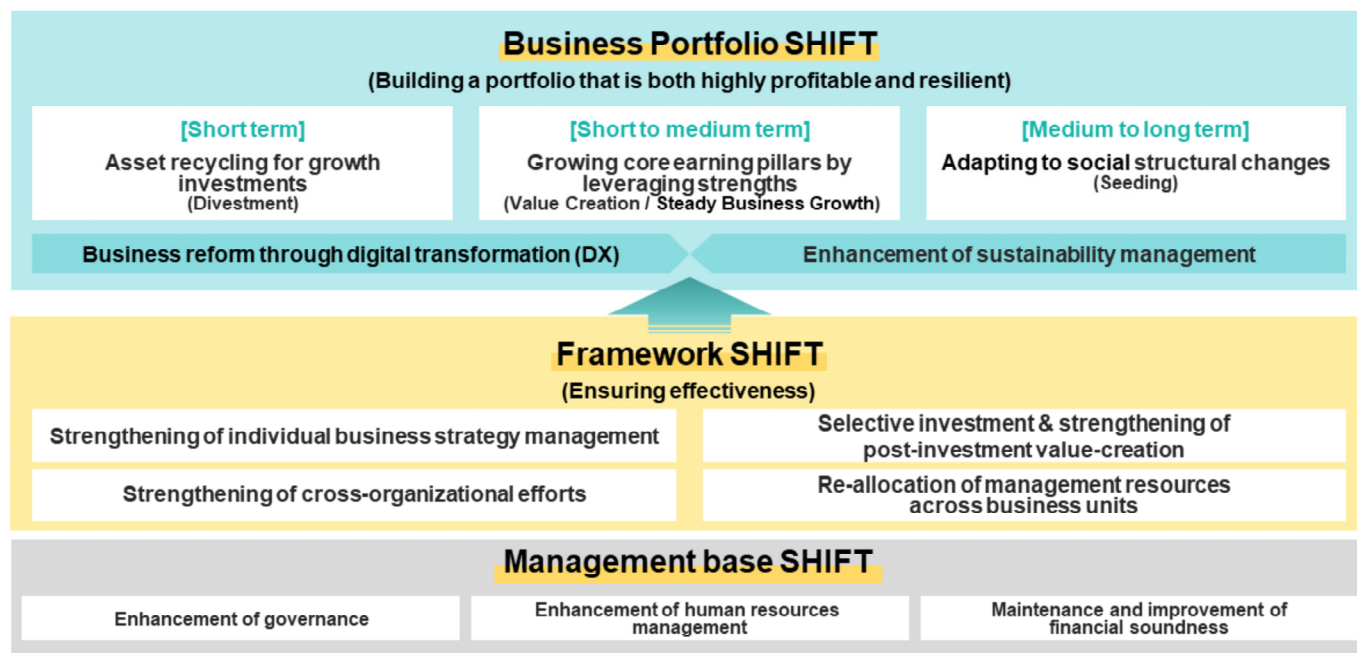 Business Portfolio SHIFT
(Building a portfolio that is both highly profitable and resilient)
[Short term]
Asset recycling for growth
investments
(Divestment)
[Short to medium term]
Growing core earning pillars by
leveraging strengths
(Value Creation / Steady Business Growth)
[Medium to long term]
Adapting to social structural changes
(Seeding)
Business reform through digital transformation (DX)
Enhancement of sustainability management
Framework SHIFT
(Ensuring effectiveness)
Strengthening of individual business strategy management
Selective investment & strengthening of
post-investment value-creation
Strengthening of cross-organizational efforts
Re-allocation of management resources
across business units
Management base SHIFT
Enhancement of governance
Enhancement of human resources
management
Maintenance and improvement of
financial soundness